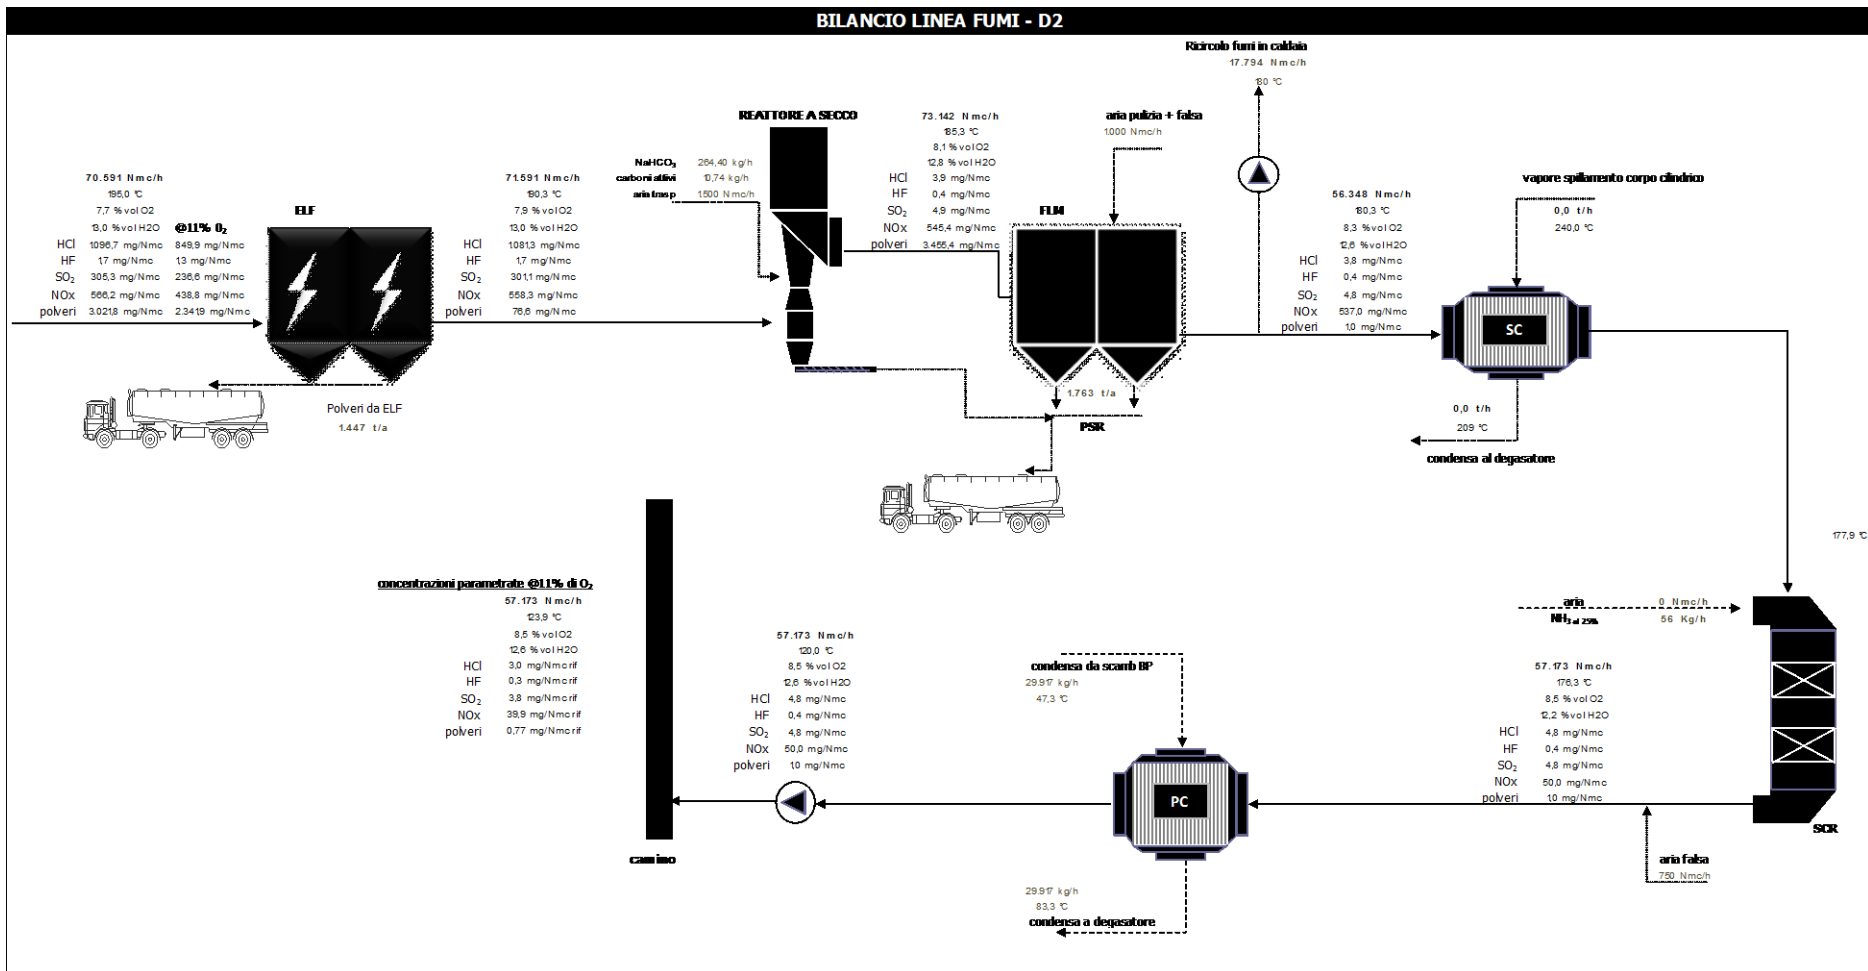 BILANCIO LINEA FUMI - D2
Ricircolo fumi in caldaia
17.794 Nmc/h
180 °C
REATTORE A SECCO
NaHCO3 264,40 kg/h
carboni attivi 10,74 kg/h
aria trasp 1500 Nmc/h
73.142 Nmc/h
185,3 °C
8,1 %vol O2
12,8 %vol H2O
HCl 3,9 mg/Nmc
HF 0,4 mg/Nmc
SO2 4,9 mg/Nmc
NOx 545,4 mg/Nmc
polveri 3.455,4 mg/Nmc
aria pulizia + falsa
1.000 Nmc/h
70.591 Nmc/h
195,0 °C
7,7 %vol O2
13,0 %vol H2O @11% O2
HCl 1096,7 mg/Nmc 849,9 mg/Nmc
HF 1,7 mg/Nmc 1,3 mg/Nmc
SO2 305,3 mg/Nmc 236,6 mg/Nmc
NOx 566,2 mg/Nmc 438,8 mg/Nmc
polveri 3.021,8 mg/Nmc 2.341,9 mg/Nmc
ELF
71.591 Nmc/h
190,3 °C
7,9 %vol O2
13,0 %vol H2O
HCl 1081,3 mg/Nmc
HF 1,7 mg/Nmc
SO2 301,1 mg/Nmc
NOx 558,3 mg/Nmc
polveri 76,6 mg/Nmc
FLM
56.348 Nmc/h
180,3 °C
8,3 %vol O2
12,6 %vol H2O
HCl 3,8 mg/Nmc
HF 0,4 mg/Nmc
SO2 4,8 mg/Nmc
NOx 537,0 mg/Nmc
polveri 1,0 mg/Nmc
vapore spillamento corpo cilindrico
0,0 t/h
240,0 °C
SC
0,0 t/h
209 °C
condensa al degasatore
Polveri da ELF
1.447 t/a
1.763 t/a
PSR
177,9 °C
concentrazioni parametrate @11% di O2
57.173 Nmc/h
123,9 °C
8,5 %vol O2
12,6 %vol H2O
HCl 3,0 mg/Nmc rif
HF 0,3 mg/Nmc rif
SO2 3,8 mg/Nmc rif
NOx 39,9 mg/Nmc rif
polveri 0,77 mg/Nmc rif
camino
57.173 Nmc/h
120,0 °C
8,5 %vol O2
12,6 %vol H2O
HCl 4,8 mg/Nmc
HF 0,4 mg/Nmc
SO2 4,8 mg/Nmc
NOx 50,0 mg/Nmc
polveri 1,0 mg/Nmc
condensa da scamb BP
29.917 kg/h
47,3 °C
PC
29.917 kg/h
83,3 °C
condensa a degasatore
aria 0 Nmc/h
NH3 al 25% 56 Kg/h
57.173 Nmc/h
176,3 °C
8,5 %vol O2
12,2 %vol H2O
HCl 4,8 mg/Nmc
HF 0,4 mg/Nmc
SO2 4,8 mg/Nmc
NOx 50,0 mg/Nmc
polveri 1,0 mg/Nmc
SCR
aria falsa
750 Nmc/h